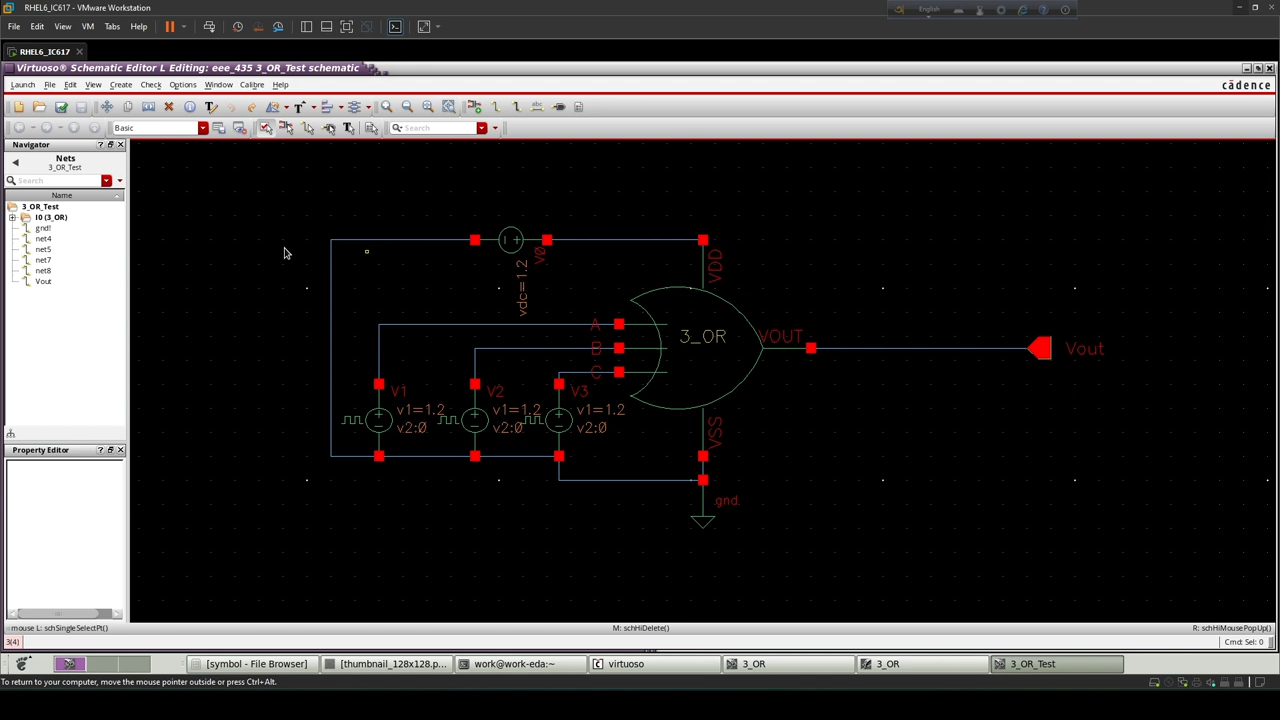 RHEL6_IC617 - VMware Workstation
English
File Edit View VM Tabs Help
RHEL6_IC617
Virtuoso® Schematic Editor L Editing: eee_435 3_OR_Test schematic
Launch File Edit View Create Check Options Window Calibre Help
cādence
Basic
Search
Navigator
Nets
3_OR_Test
Search
Name
3_OR_Test
I0 (3_OR)
gnd!
net4
net5
net7
net8
Vout
Property Editor
V0
vdc=1.2
VDD
A
B
C
3_OR
VOUT
Vout
V1
v1=1.2
v2:0
V2
v1=1.2
v2:0
V3
v1=1.2
v2:0
VSS
gnd
mouse L: schSingleSelectPt()
M: schHiDelete()
R: schHiMousePopUp()
3(4)
Cmd: Sel: 0
[symbol - File Browser]
[thumbnail_128x128.p...
work@work-eda:~
virtuoso
3_OR
3_OR
3_OR_Test
To return to your computer, move the mouse pointer outside or press Ctrl+Alt.